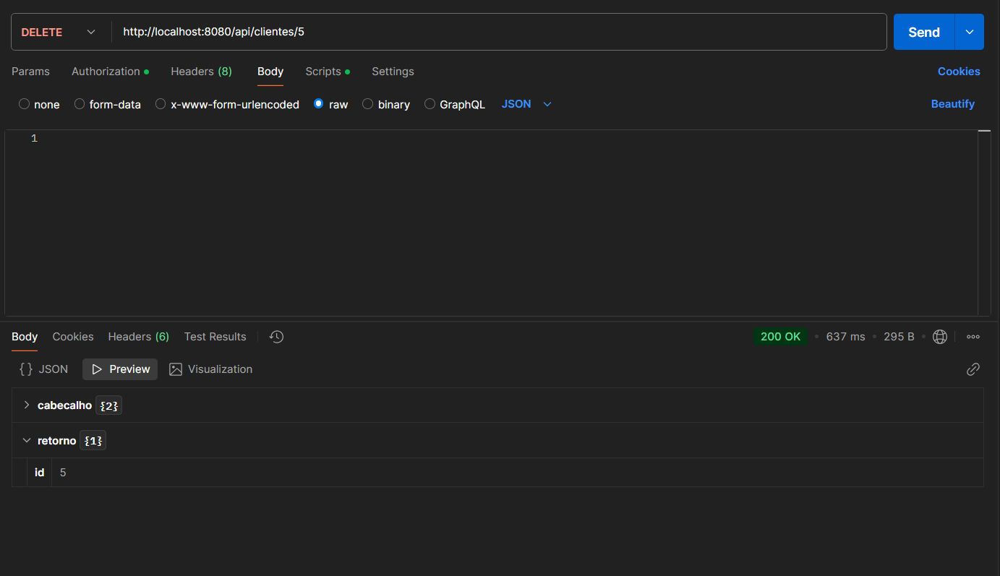 DELETE http://localhost:8080/api/clientes/5 Send
Params Authorization Headers (8) Body Scripts Settings Cookies
none form-data x-www-form-urlencoded raw binary GraphQL JSON Beautify
1
Body Cookies Headers (6) Test Results 200 OK 637 ms 295 B
{} JSON Preview Visualization
cabecalho {2}
retorno {1}
id 5